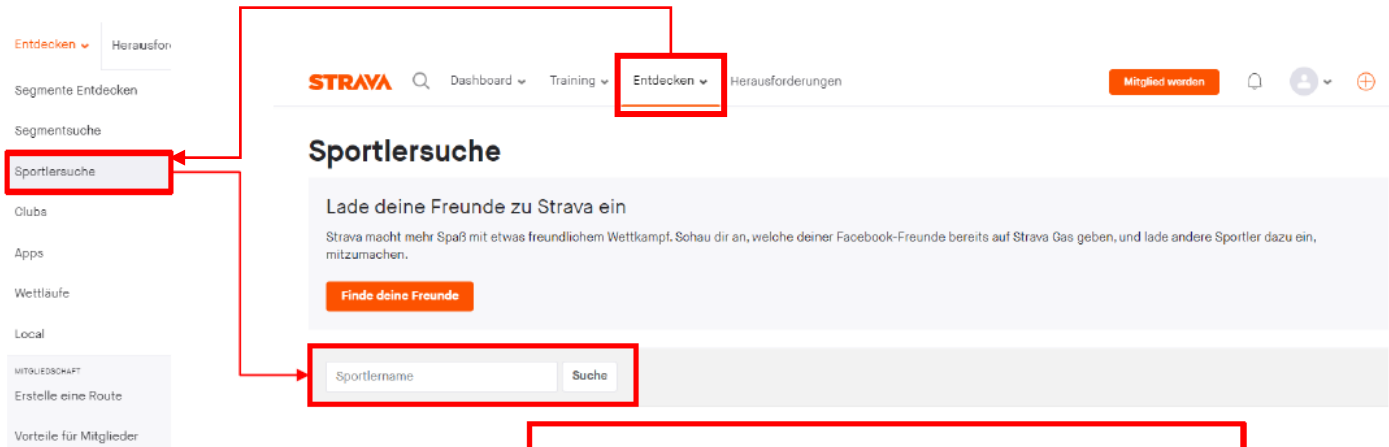 Entdecken
Herausfor
Segmente Entdecken
Segmentsuche
Sportlersuche
Clubs
Apps
Wettläufe
Local
MITGLIEDSCHAFT
Erstelle eine Route
Vorteile für Mitglieder
STRAVA
Dashboard
Training
Entdecken
Herausforderungen
Mitglied werden
Sportlersuche
Lade deine Freunde zu Strava ein
Strava macht mehr Spaß mit etwas freundlichem Wettkampf. Schau dir an, welche deiner Facebook-Freunde bereits auf Strava Gas geben, und lade andere Sportler dazu ein,
mitzumachen.
Finde deine Freunde
Sportlername
Suche